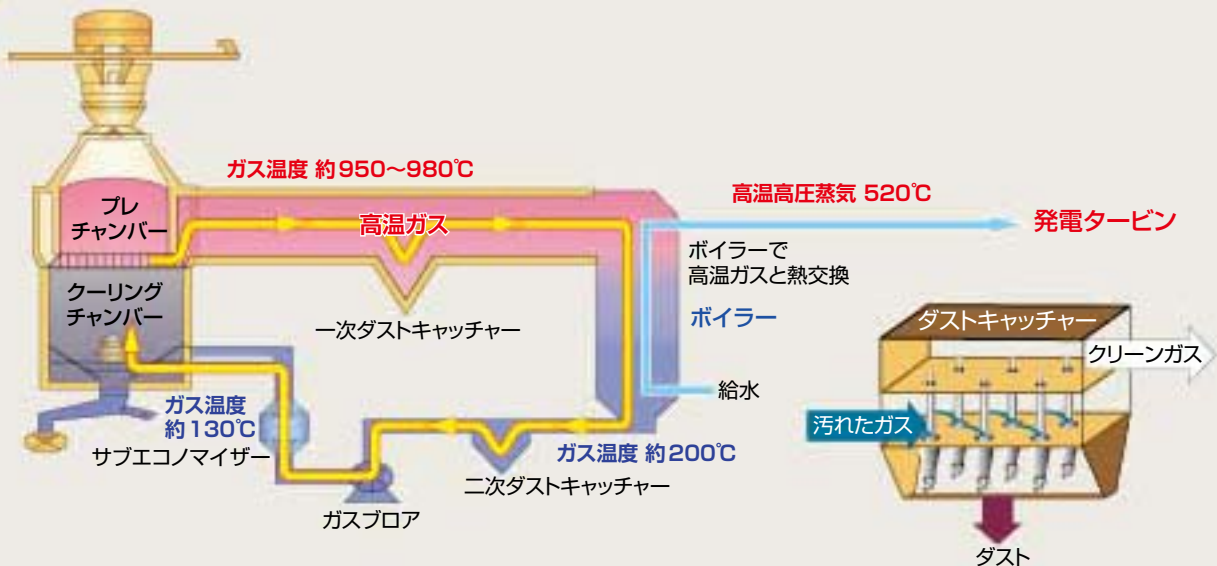 ガス温度 約950～980℃
高温高圧蒸気 520℃
プレ
チャンバー
高温ガス
発電タービン
ボイラーで
高温ガスと熱交換
クーリング
チャンバー
一次ダストキャッチャー
ボイラー
ダストキャッチャー
クリーンガス
給水
ガス温度
約130℃
汚れたガス
サブエコノマイザー
ガス温度 約200℃
二次ダストキャッチャー
ガスブロア
ダスト